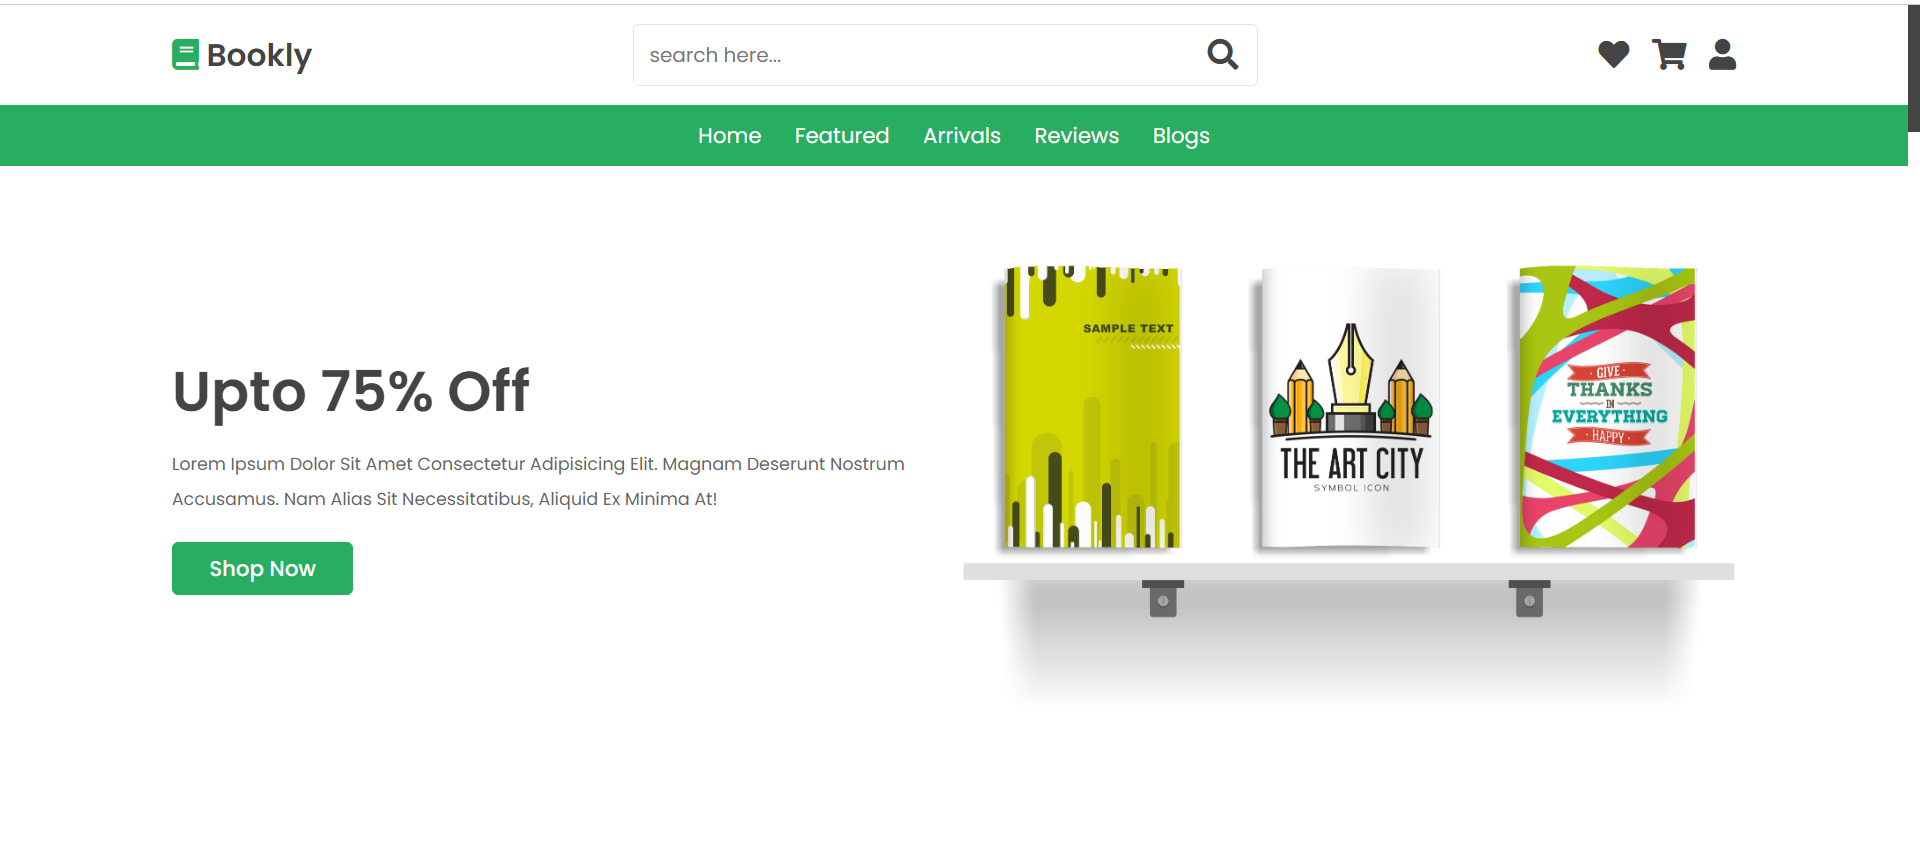 Bookly
search here...
Home Featured Arrivals Reviews Blogs
Upto 75% Off
Lorem Ipsum Dolor Sit Amet Consectetur Adipisicing Elit. Magnam Deserunt Nostrum
Accusamus. Nam Alias Sit Necessitatibus, Aliquid Ex Minima At!
Shop Now
SAMPLE TEXT
THE ART CITY
SYMBOL ICON
· GIVE ·
THANKS
IN
EVERYTHING
· HAPPY ·